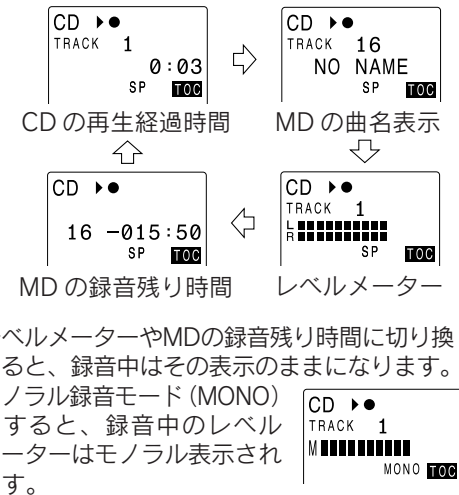 CD ▶●
TRACK 1
0:03
SP TOC
CD の再生経過時間
CD ▶●
TRACK 16
NO NAME
SP TOC
MD の曲名表示
CD ▶●
16 -015:50
SP TOC
MD の録音残り時間
CD ▶●
TRACK 1
L
R
SP TOC
レベルメーター
ベルメーターやMDの録音残り時間に切り換
ると、録音中はその表示のままになります。
ノラル録音モード(MONO)
すると、録音中のレベル
ーターはモノラル表示され
す。
CD ▶●
TRACK 1
M
MONO TOC